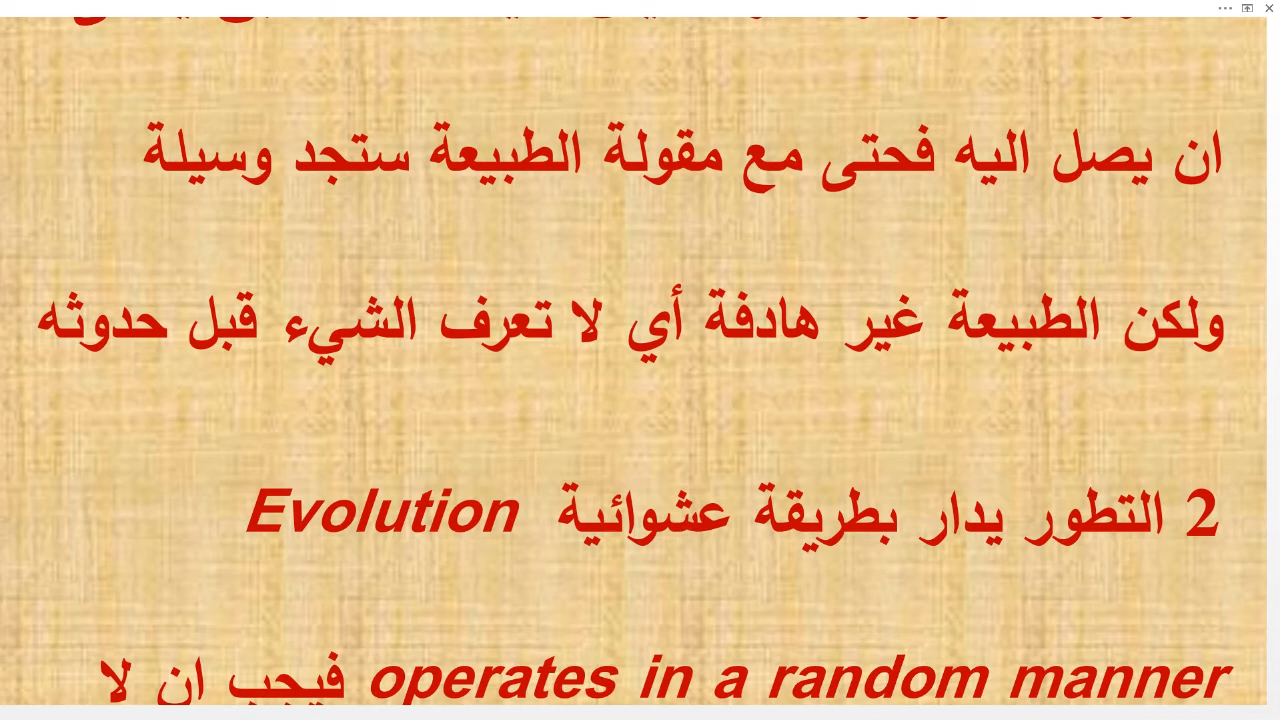 ان يصل اليه فحتى مع مقولة الطبيعة ستجد وسيلة
ولكن الطبيعة غير هادفة أي لا تعرف الشيء قبل حدوثه
2 التطور يدار بطريقة عشوائية Evolution
operates in a random manner فيجب ان لا